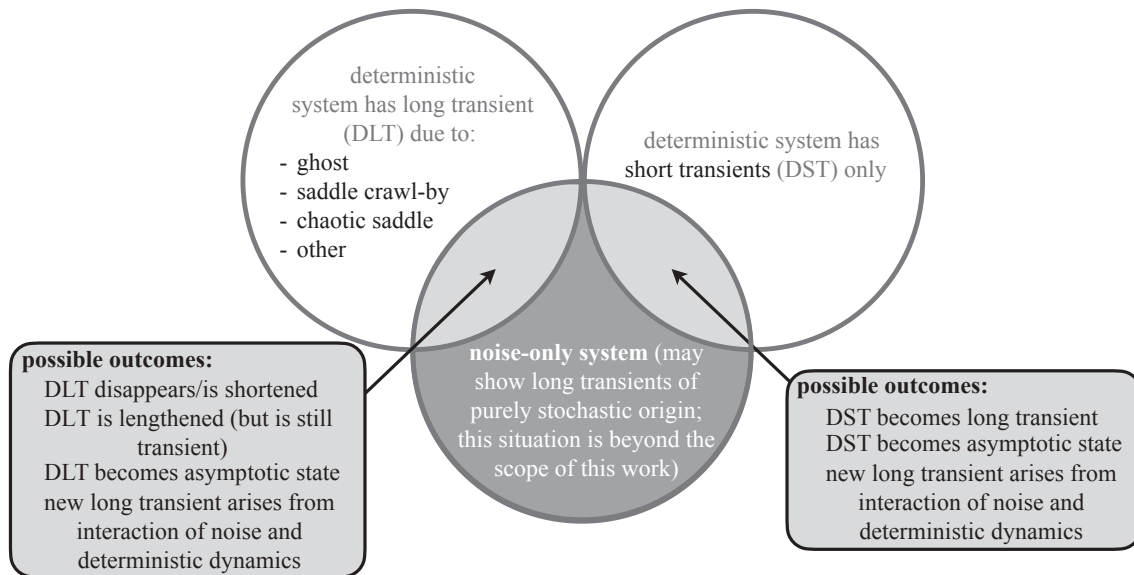 deterministic
system has long transient
(DLT) due to:
- ghost
- saddle crawl-by
- chaotic saddle
- other
deterministic system has
short transients (DST) only
noise-only system (may
show long transients of
purely stochastic origin;
this situation is beyond the
scope of this work)
possible outcomes:
DLT disappears/is shortened
DLT is lengthened (but is still
transient)
DLT becomes asymptotic state
new long transient arises from
interaction of noise and
deterministic dynamics
possible outcomes:
DST becomes long transient
DST becomes asymptotic state
new long transient arises from
interaction of noise and
deterministic dynamics